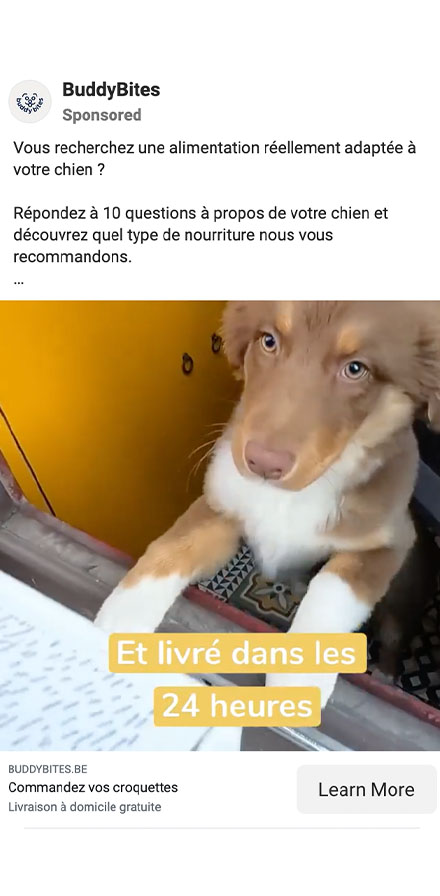 BuddyBites
Sponsored
Vous recherchez une alimentation réellement adaptée à
votre chien ?
Répondez à 10 questions à propos de votre chien et
découvrez quel type de nourriture nous vous
recommandons.
...
Et livré dans les
24 heures
BUDDYBITES.BE
Commandez vos croquettes
Livraison à domicile gratuite
Learn More